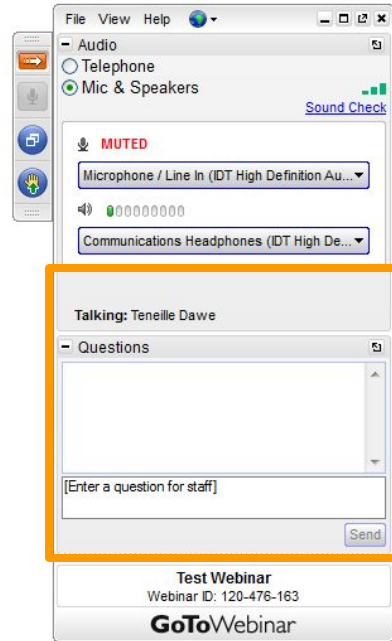 File View Help
Audio
Telephone
Mic & Speakers
Sound Check
MUTED
Microphone / Line In (IDT High Definition Au...
Communications Headphones (IDT High De...
Talking: Teneille Dawe
Questions
[Enter a question for staff]
Send
Test Webinar
Webinar ID: 120-476-163
GoToWebinar